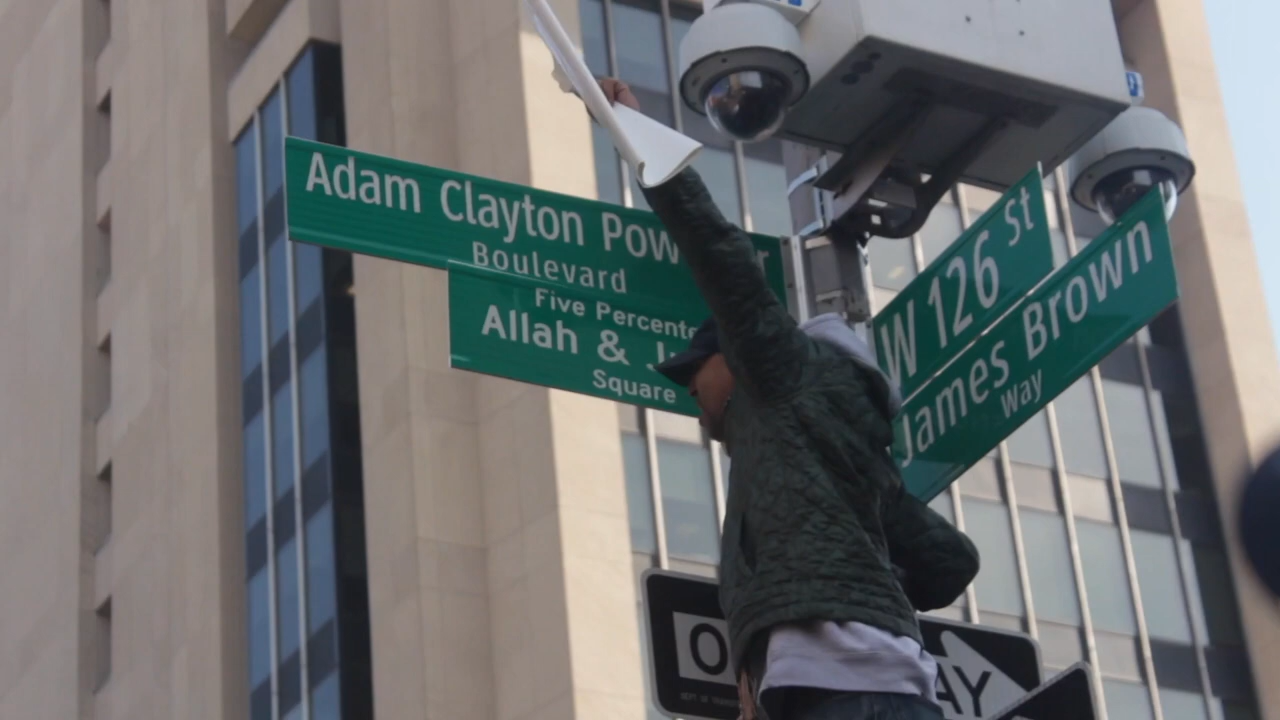 Adam Clayton Pow r
Boulevard
Five Percente
Allah & J
Square
W 126 St
James Brown
Way
O
AY